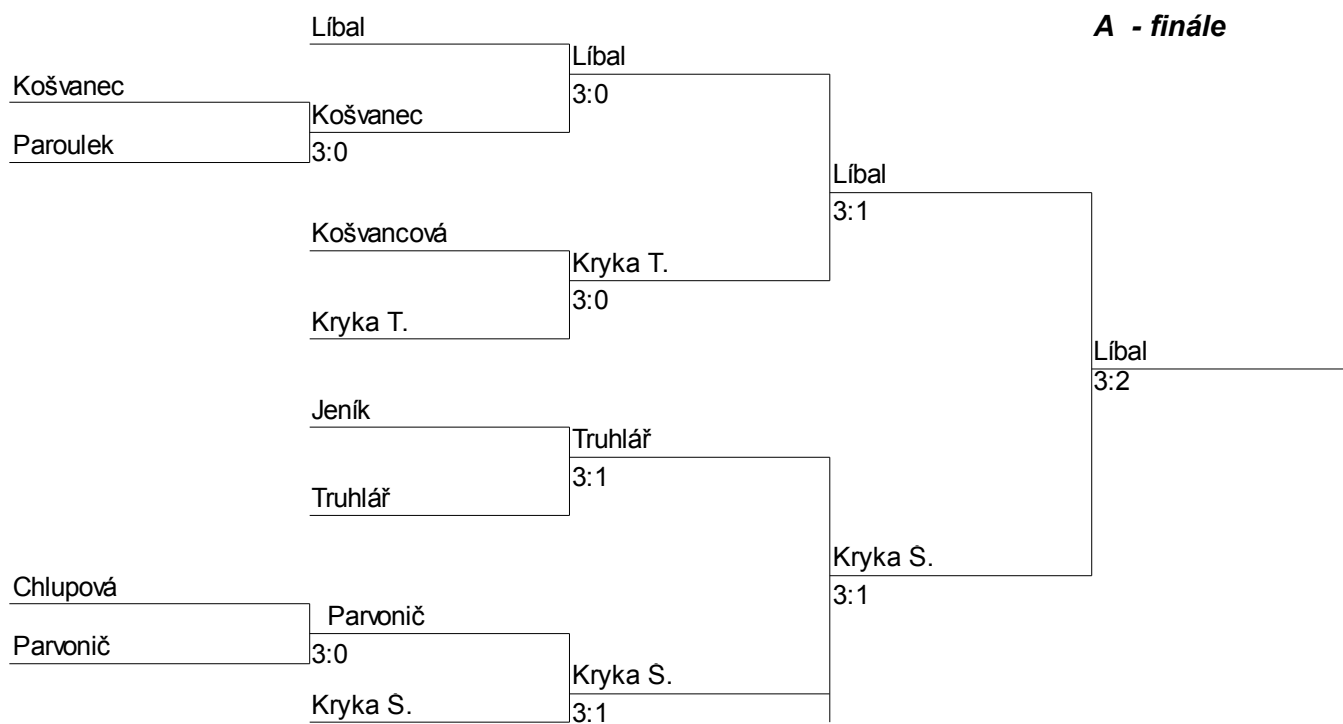 Líbal
A - finále
Líbal
Košvanec
3:0
Košvanec
Paroulek
3:0
Líbal
3:1
Košvancová
Kryka T.
3:0
Kryka T.
Líbal
3:2
Jeník
Truhlář
3:1
Truhlář
Kryka Š.
3:1
Chlupová
Parvonič
Parvonič
3:0
Kryka Š.
3:1
Kryka Š.